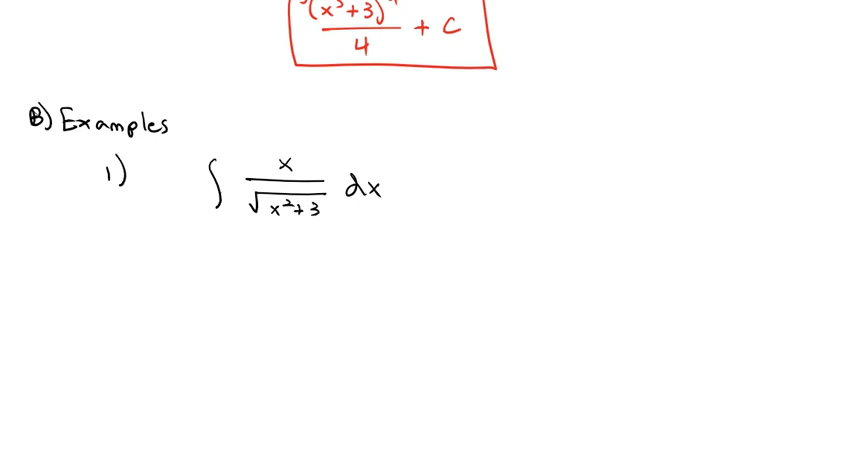 (x³+3)⁴
/ 4 + C
B) Examples
1) ∫ x / √(x²+3) dx